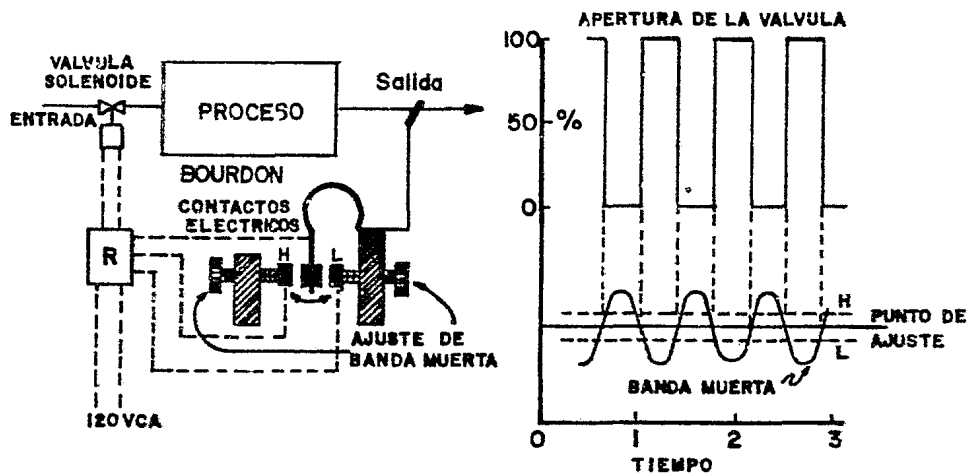 VALVULA
SOLENOIDE
ENTRADA
PROCESO
Salida
BOURDON
CONTACTOS
ELECTRICOS
R
H
L
AJUSTE DE
BANDA MUERTA
120 VCA
APERTURA DE LA VALVULA
100
50
%
0
H
PUNTO DE
AJUSTE
L
BANDA MUERTA
0
1
2
3
TIEMPO